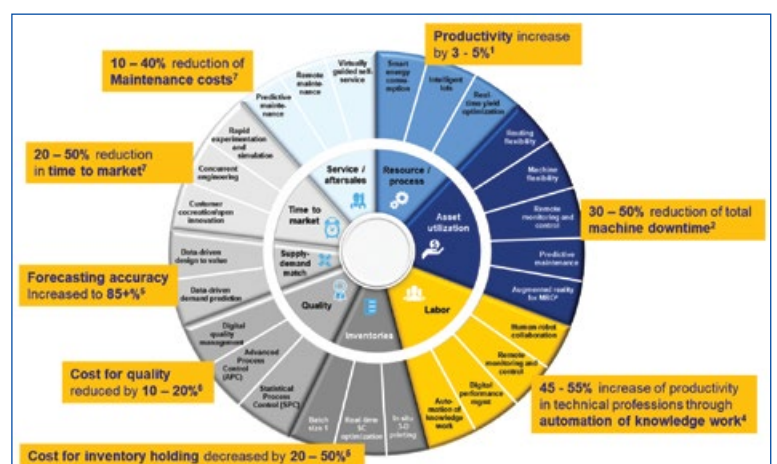 10 – 40% reduction of
Maintenance costs⁷
Productivity increase
by 3 - 5%¹
20 – 50% reduction
in time to market⁷
30 – 50% reduction of total
machine downtime²
Forecasting accuracy
Increased to 85+%⁵
Cost for quality
reduced by 10 – 20%⁶
45 - 55% increase of productivity
in technical professions through
automation of knowledge work⁴
Cost for inventory holding decreased by 20 – 50%⁵
Service /
aftersales
Predictive
mainte-
nance
Remote
mainte-
nance
Virtually
guided self-
service
Resource /
process
Smart
energy
consu-
mption
Intelligent
lots
Real-
time yield
optimization
Asset
utilization
Routing
flexibility
Machine
flexibility
Remote
monitoring and
control
Predictive
maintenance
Augmented reality
for
Labor
Human robot
collaboration
Remote
monitoring and
control
Digital
performance
mgmt
Auto-
mation of
knowledge
work
Inventories
In situ
3-D
printing
Real-time
SC
optimization
Batch
size 1
Quality
Statistical
Process
Control (SPC)
Advanced
Process
Control (APC)
Digital
quality
management
Supply-
demand
match
Data-driven
demand prediction
Data-driven
design to value
Time to
market
Customer
cocreation/open
innovation
Concurrent
engineering
Rapid
experimentation
and
simulation